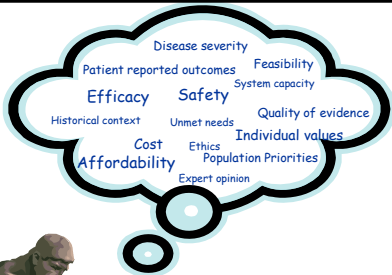 Disease severity
Patient reported outcomes
Feasibility
System capacity
Efficacy
Safety
Quality of evidence
Historical context
Unmet needs
Individual values
Cost
Ethics
Affordability
Population Priorities
Expert opinion